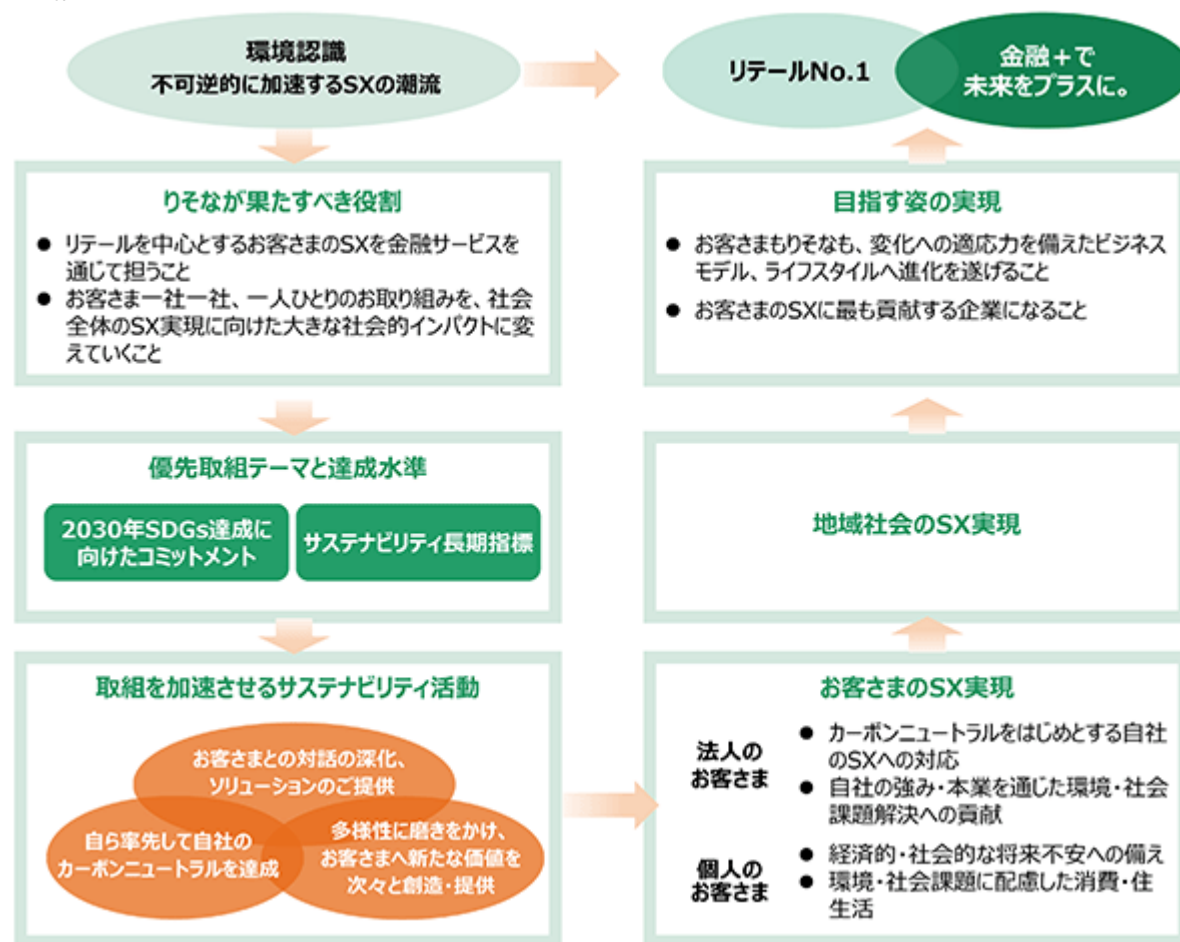 環境認識
不可逆的に加速するSXの潮流
リテールNo.1
金融+で
未来をプラスに。
りそなが果たすべき役割
● リテールを中心とするお客さまのSXを金融サービスを
通じて担うこと
● お客さま一社一社、一人ひとりのお取り組みを、社会
全体のSX実現に向けた大きな社会的インパクトに変
えていくこと
目指す姿の実現
● お客さまもりそなも、変化への適応力を備えたビジネス
モデル、ライフスタイルへ進化を遂げること
● お客さまのSXに最も貢献する企業になること
優先取組テーマと達成水準
2030年SDGs達成に
向けたコミットメント
サステナビリティ長期指標
地域社会のSX実現
取組を加速させるサステナビリティ活動
お客さまとの対話の深化、
ソリューションのご提供
自ら率先して自社の
カーボンニュートラルを達成
多様性に磨きをかけ、
お客さまへ新たな価値を
次々と創造・提供
お客さまのSX実現
法人の
お客さま
● カーボンニュートラルをはじめとする自社
のSXへの対応
● 自社の強み・本業を通じた環境・社会
課題解決への貢献
個人の
お客さま
● 経済的・社会的な将来不安への備え
● 環境・社会課題に配慮した消費・住
生活